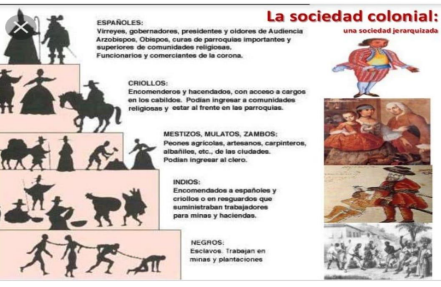 La sociedad colonial:
una sociedad jerarquizada
ESPAÑOLES:
Virreyes, gobernadores, presidentes y oidores de Audiencia
Arzobispos, Obispos, curas de parroquias importantes y
superiores de comunidades religiosas.
Funcionarios y comerciantes de la corona.
CRIOLLOS:
Encomenderos y hacendados, con acceso a cargos
en los cabildos. Podían ingresar a comunidades
religiosas y estar al frente en las parroquias.
MESTIZOS, MULATOS, ZAMBOS:
Peones agrícolas, artesanos, carpinteros,
albañiles, etc., de las ciudades.
Podían ingresar al clero.
INDIOS:
Encomendados a españoles y
criollos o en resguardos que
suministraban trabajadores
para minas y haciendas.
NEGROS:
Esclavos. Trabajan en
minas y plantaciones